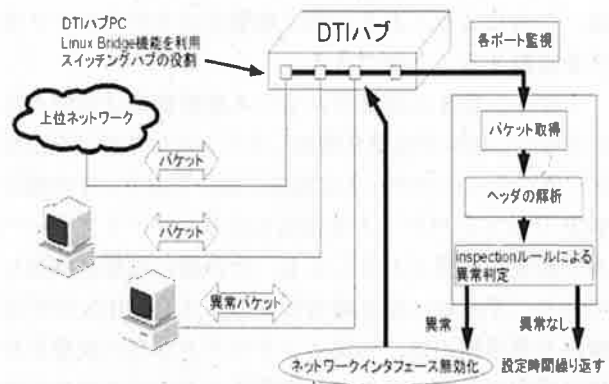 DTIハブPC
Linux Bridge機能を利用
スイッチングハブの役割
DTIハブ
各ポート監視
上位ネットワーク
パケット
パケット取得
ヘッダの解析
パケット
inspectionルールによる
異常判定
異常パケット
異常
異常なし
ネットワークインタフェース無効化
設定時間繰り返す